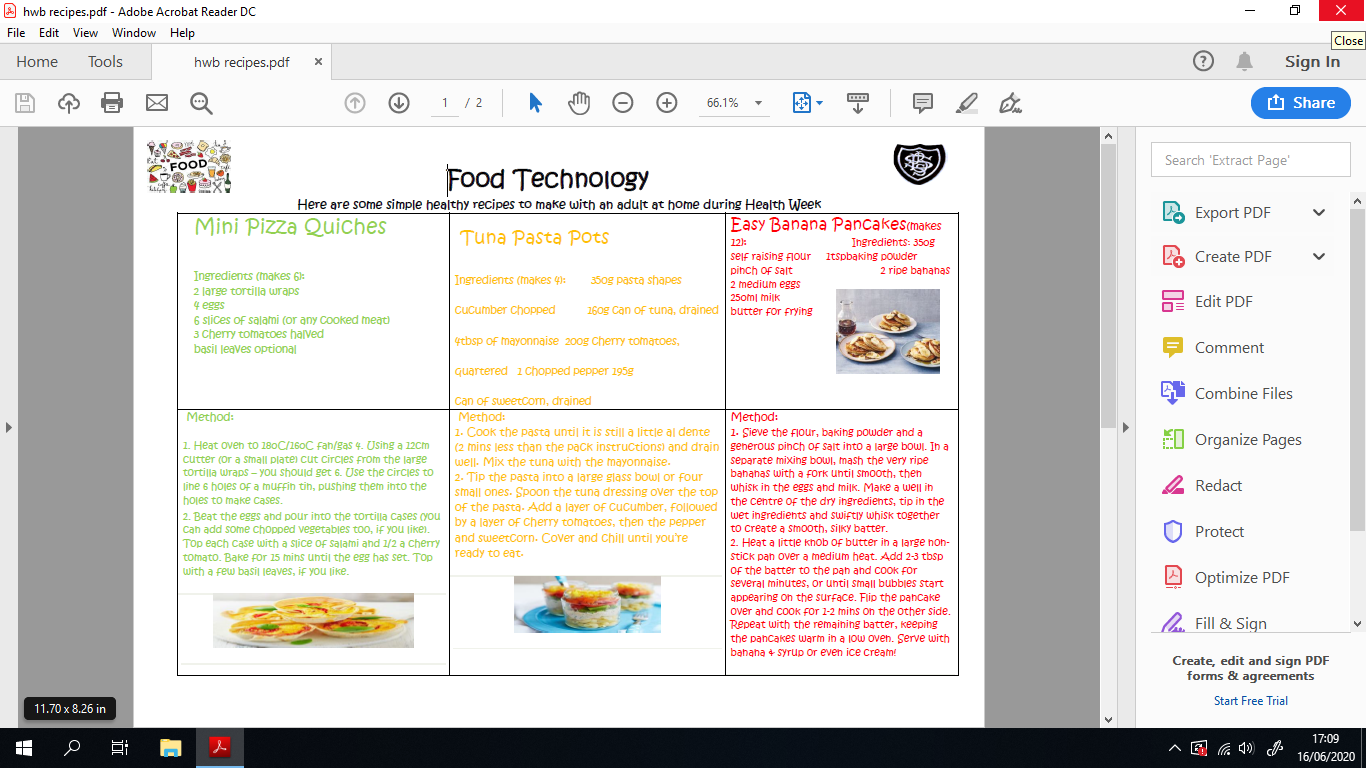 hwb recipes.pdf - Adobe Acrobat Reader DC
File Edit View Window Help
Close
Home Tools hwb recipes.pdf Sign In
1 / 2 66.1% Share
FOOD
Food Technology
Here are some simple healthy recipes to make with an adult at home during Health Week
Mini Pizza Quiches
Ingredients (makes 6):
2 large tortilla wraps
4 eggs
6 slices of salami (or any cooked meat)
3 cherry tomatoes halved
basil leaves optional
Tuna Pasta Pots
Ingredients (makes 4): 350g pasta shapes
Cucumber chopped 160g can of tuna, drained
4tbsp of mayonnaise 200g cherry tomatoes,
quartered 1 chopped pepper 195g
can of sweetcorn, drained
Easy Banana Pancakes(makes
12): Ingredients: 350g
self raising flour 1tspbaking powder
pinch of salt 2 ripe bananas
2 medium eggs
250ml milk
butter for frying
Method:
1. Heat oven to 180C/160C fan/gas 4. Using a 12cm
cutter (or a small plate) cut circles from the large
tortilla wraps – you should get 6. Use the circles to
line 6 holes of a muffin tin, pushing them into the
holes to make cases.
2. Beat the eggs and pour into the tortilla cases (you
can add some chopped vegetables too, if you like).
Top each case with a slice of salami and 1/2 a cherry
tomato. Bake for 15 mins until the egg has set. Top
with a few basil leaves, if you like.
Method:
1. Cook the pasta until it is still a little al dente
(2 mins less than the pack instructions) and drain
well. Mix the tuna with the mayonnaise.
2. Tip the pasta into a large glass bowl or four
small ones. Spoon the tuna dressing over the top
of the pasta. Add a layer of cucumber, followed
by a layer of cherry tomatoes, then the pepper
and sweetcorn. Cover and chill until you're
ready to eat.
Method:
1. Sieve the flour, baking powder and a
generous pinch of salt into a large bowl. In a
separate mixing bowl, mash the very ripe
bananas with a fork until smooth, then
whisk in the eggs and milk. Make a well in
the centre of the dry ingredients, tip in the
wet ingredients and swiftly whisk together
to create a smooth, silky batter.
2. Heat a little knob of butter in a large non-
stick pan over a medium heat. Add 2-3 tbsp
of the batter to the pan and cook for
several minutes, or until small bubbles start
appearing on the surface. Flip the pancake
over and cook for 1-2 mins on the other side.
Repeat with the remaining batter, keeping
the pancakes warm in a low oven. Serve with
banana & syrup or even ice cream!
Search 'Extract Page'
Export PDF
Create PDF
Edit PDF
Comment
Combine Files
Organize Pages
Redact
Protect
Optimize PDF
Fill & Sign
Create, edit and sign PDF
forms & agreements
Start Free Trial
11.70 x 8.26 in
17:09
16/06/2020